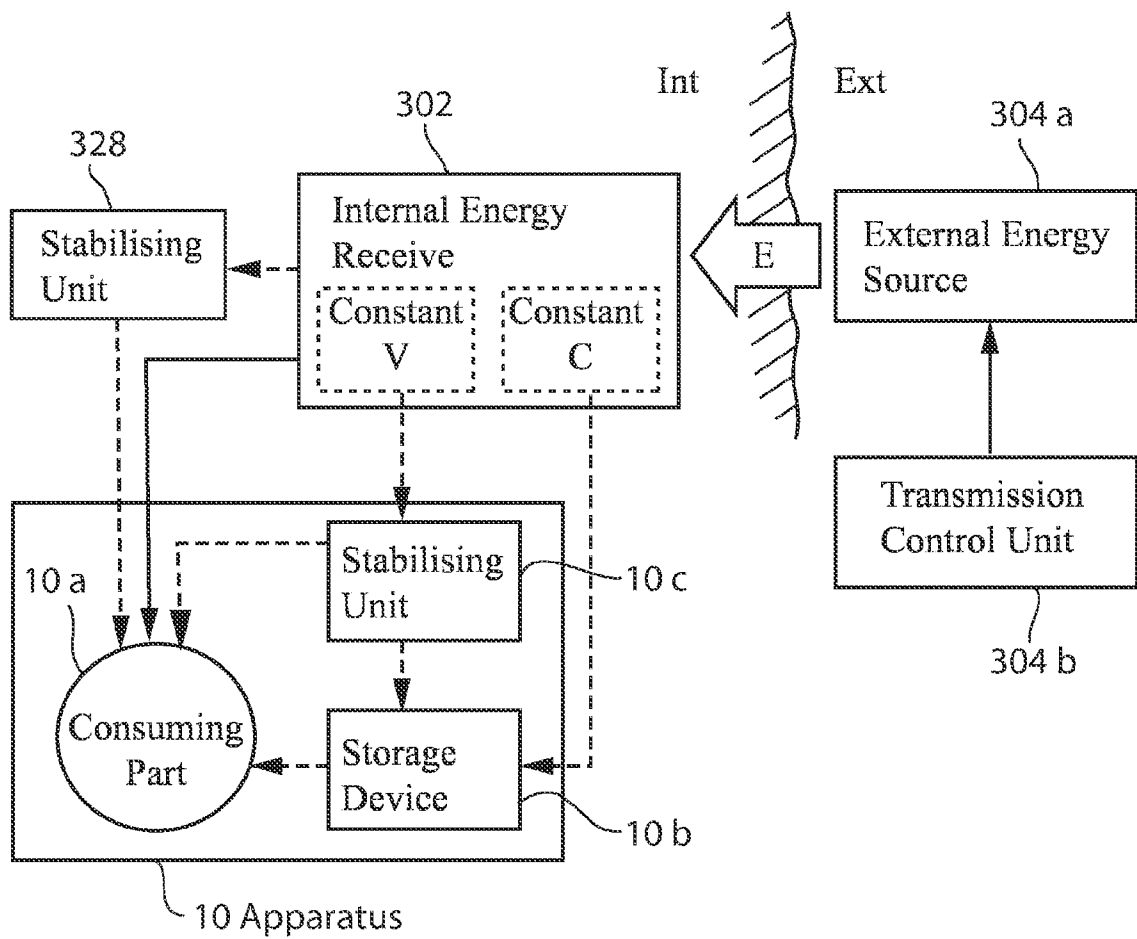 Int
Ext
302
304 a
328
Internal Energy
Receive
External Energy
Source
E
Stabilising
Unit
Constant
V
Constant
C
Transmission
Control Unit
304 b
Stabilising
Unit
10 c
10 a
Consuming
Part
Storage
Device
10 b
10 Apparatus